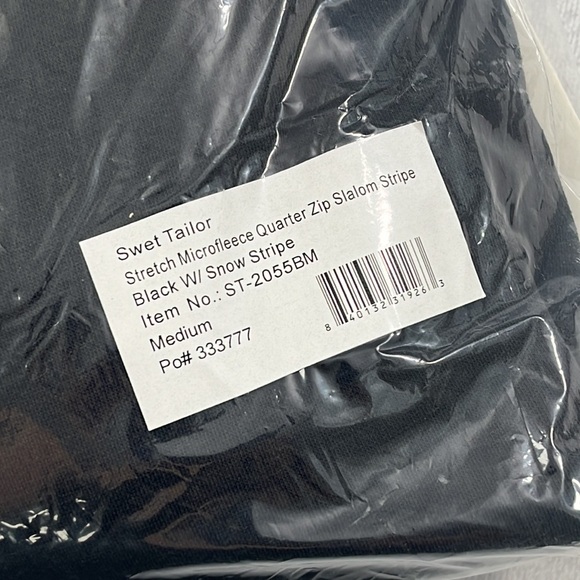 Swet Tailor
Stretch Microfleece Quarter Zip Slalom Stripe
Black W/ Snow Stripe
Item No.: ST-2055BM
Medium
Po# 333777
8 40132 31926 3